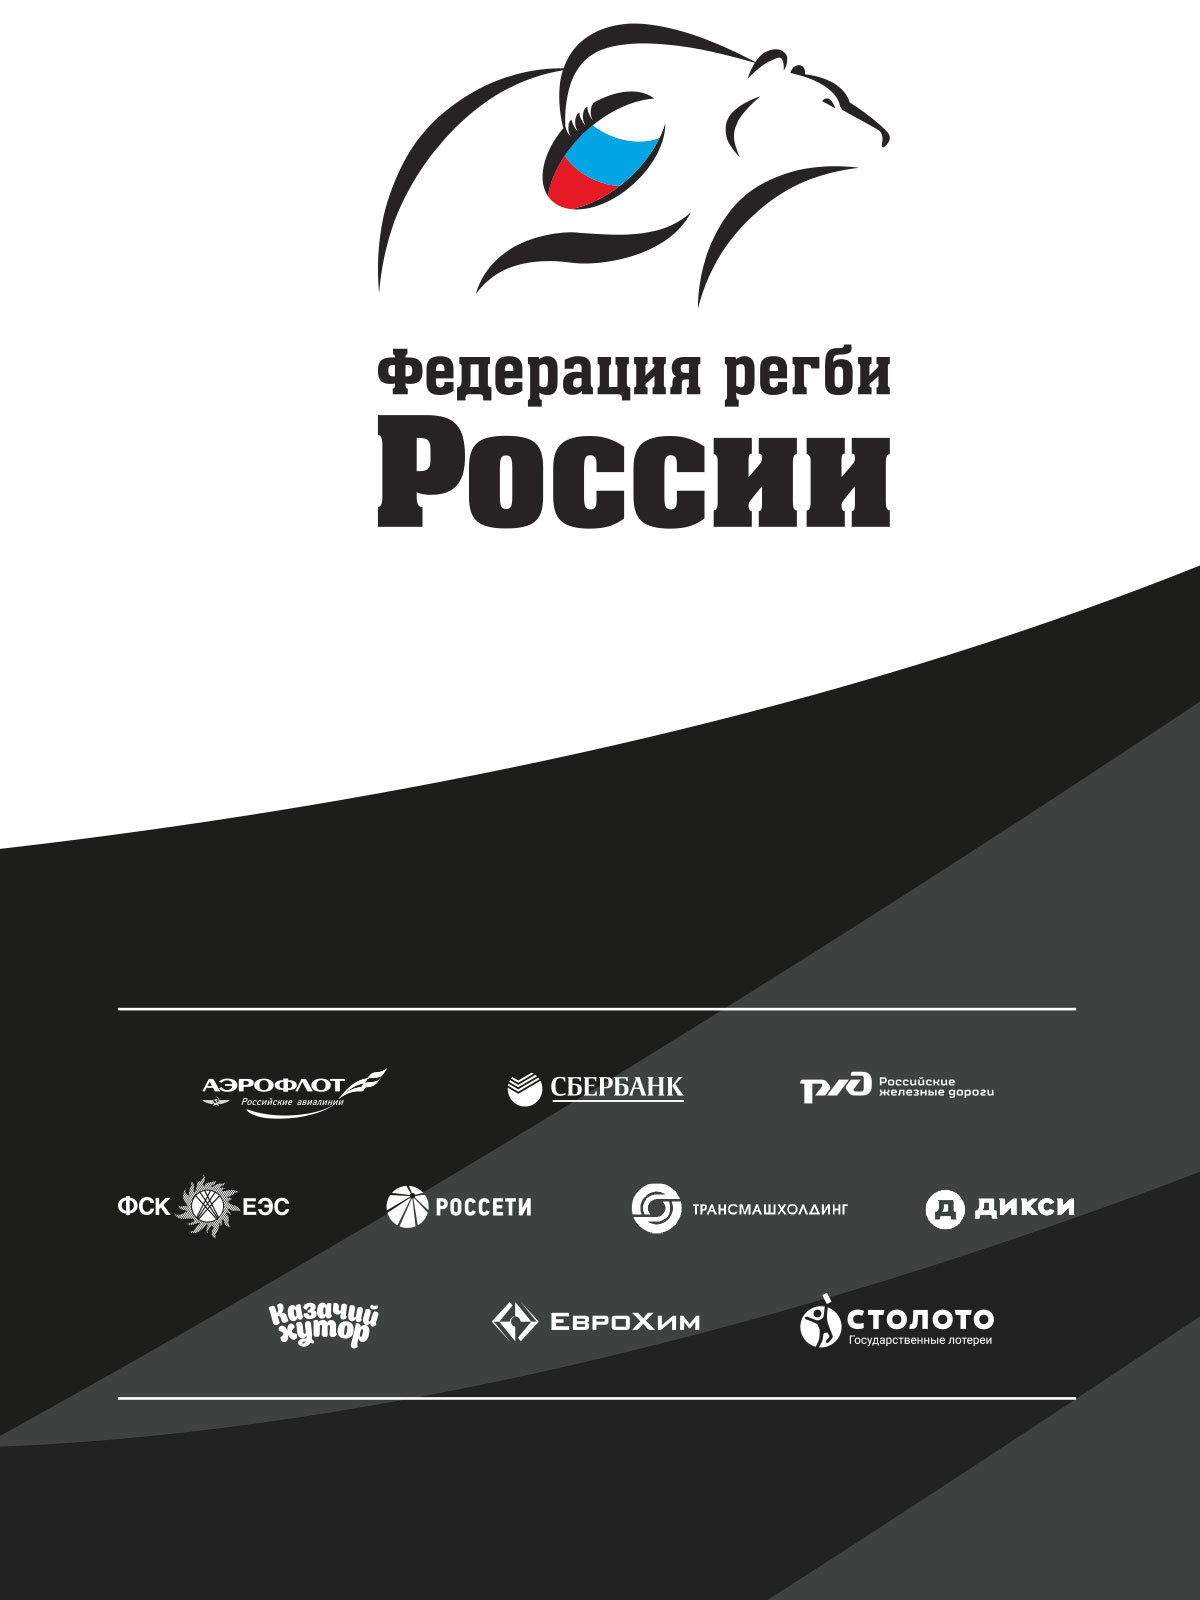 Федерация регби
России
АЭРОФЛОТ
Российские авиалинии
СБЕРБАНК
ржд Российские
железные дороги
ФСК ЕЭС
РОССЕТИ
ТРАНСМАШХОЛДИНГ
Д ДИКСИ
Казачий
хутор
ЕвроХим
СТОЛОТО
Государственные лотереи